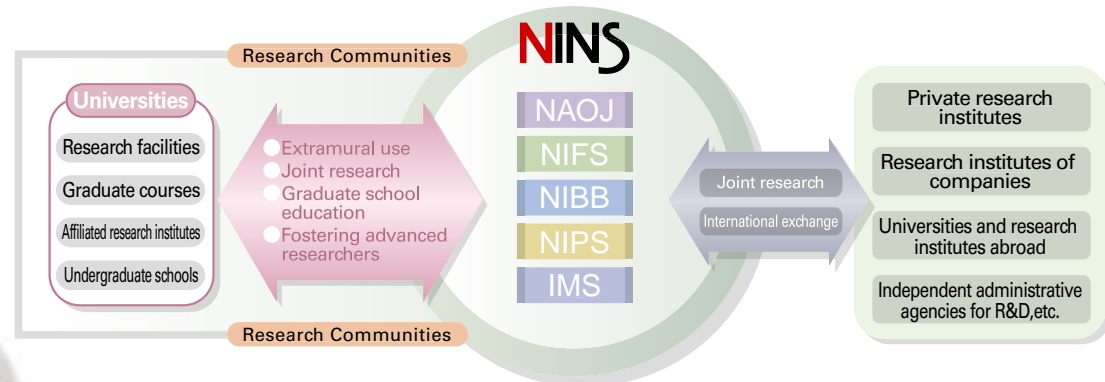 Research Communities
NINS
Universities
Research facilities
Graduate courses
Affiliated research institutes
Undergraduate schools
Extramural use
Joint research
Graduate school
education
Fostering advanced
researchers
NAOJ
NIFS
NIBB
NIPS
IMS
Joint research
International exchange
Private research
institutes
Research institutes of
companies
Universities and research
institutes abroad
Independent administrative
agencies for R&D,etc.
Research Communities